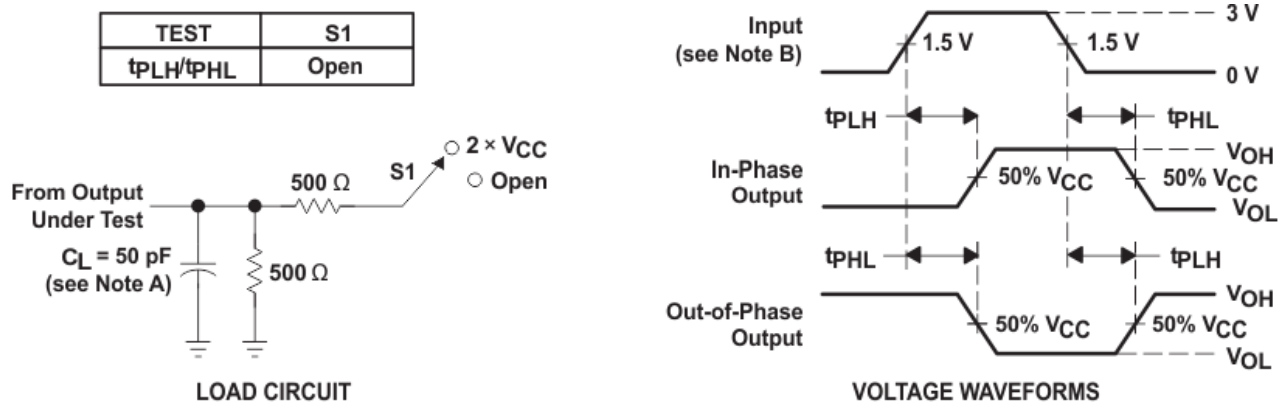 TEST S1
tPLH/tPHL Open
From Output
Under Test
CL = 50 pF
(see Note A)
500 Ω
500 Ω
S1
2 × VCC
Open
LOAD CIRCUIT
Input
(see Note B)
1.5 V
1.5 V
3 V
0 V
tPLH
tPHL
In-Phase
Output
50% VCC
VOH
50% VCC
VOL
tPHL
tPLH
Out-of-Phase
Output
50% VCC
VOH
50% VCC
VOL
VOLTAGE WAVEFORMS